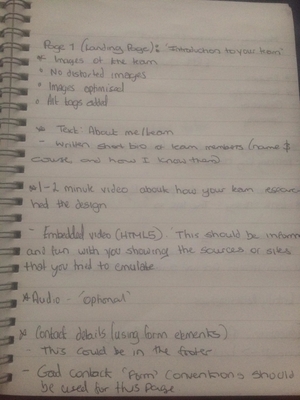 Page 1 (Landing Page): 'Introduction to your team'
* Images of the team
• No distorted images
• Images optimised
• Alt tags added
* Text: About me/team
- Written short bio of team members (name &
course, and how I know them)
* 1-2 minute video about how your team resear
hed the design
- Embedded video (HTML5). This should be inform
and fun with you showing the sources or sites
that you tried to emulate
* Audio - 'optional'
* Contact details (using form elements)
- This could be in the footer
- Good contact 'Form' conventions should
be used for this page